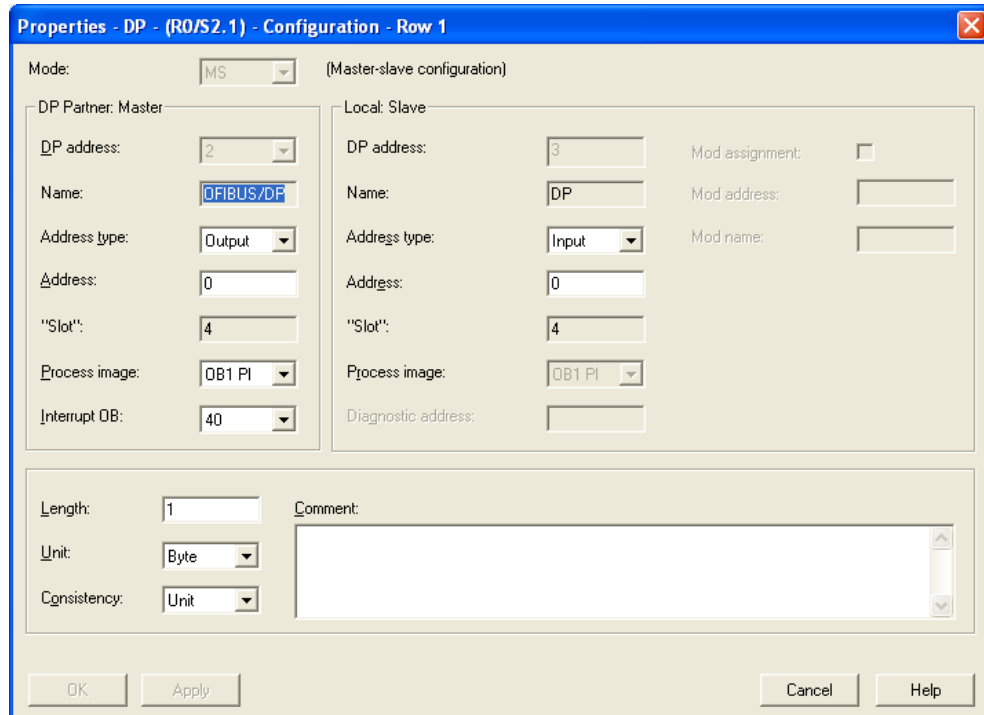 Properties - DP - (R0/S2.1) - Configuration - Row 1
Mode: MS (Master-slave configuration)
DP Partner: Master
DP address: 2
Name: OFIBUS/DP
Address type: Output
Address: 0
"Slot": 4
Process image: OB1 PI
Interrupt OB: 40
Local: Slave
DP address: 3
Name: DP
Address type: Input
Address: 0
"Slot": 4
Process image: OB1 PI
Diagnostic address:
Mod assignment:
Mod address:
Mod name:
Length: 1
Unit: Byte
Consistency: Unit
Comment:
OK Apply Cancel Help